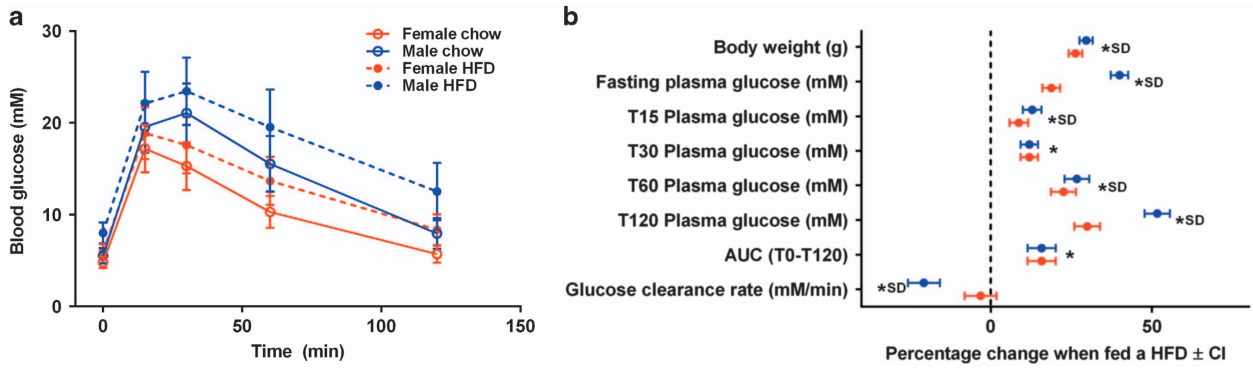 a
30
20
10
0
Blood glucose (mM)
Female chow
Male chow
Female HFD
Male HFD
0
50
100
150
Time (min)
b
Body weight (g)
*SD
Fasting plasma glucose (mM)
*SD
T15 Plasma glucose (mM)
*SD
T30 Plasma glucose (mM)
*
T60 Plasma glucose (mM)
*SD
T120 Plasma glucose (mM)
*SD
AUC (T0-T120)
*
Glucose clearance rate (mM/min)
*SD
0
50
Percentage change when fed a HFD ± CI